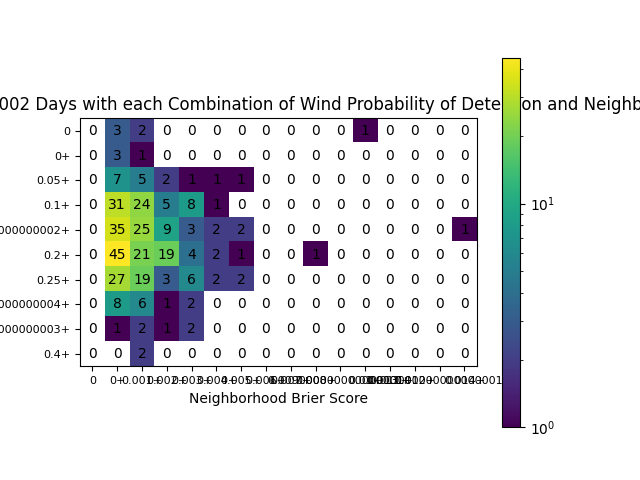 002 Days with each Combination of Wind Probability of Detection and Neighb
0 0 3 2 0 0 0 0 0 0 0 0 1 0 0 0 0
0+ 0 3 1 0 0 0 0 0 0 0 0 0 0 0 0 0
0.05+ 0 7 5 2 1 1 1 0 0 0 0 0 0 0 0 0
0.1+ 0 31 24 5 8 1 0 0 0 0 0 0 0 0 0 0
000000002+ 0 35 25 9 3 2 2 0 0 0 0 0 0 0 0 1
0.2+ 0 45 21 19 4 2 1 0 0 1 0 0 0 0 0 0
0.25+ 0 27 19 3 6 2 2 0 0 0 0 0 0 0 0 0
000000004+ 0 8 6 1 2 0 0 0 0 0 0 0 0 0 0 0
000000003+ 0 1 2 1 2 0 0 0 0 0 0 0 0 0 0 0
0.4+ 0 0 2 0 0 0 0 0 0 0 0 0 0 0 0 0
0 0+ 0.001+ 0.002+ 0.003+ 0.004+ 0.005+
Neighborhood Brier Score
10^1
10^0